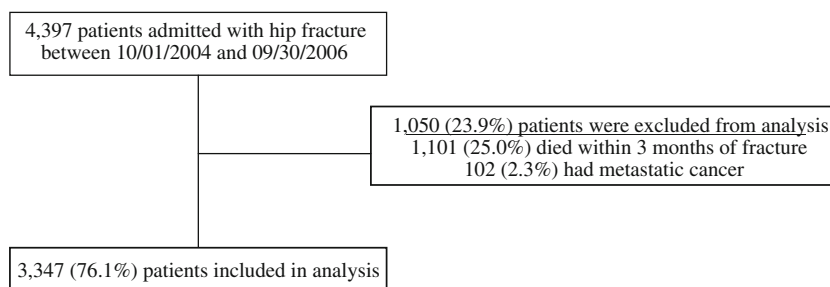 4,397 patients admitted with hip fracture
between 10/01/2004 and 09/30/2006
1,050 (23.9%) patients were excluded from analysis
1,101 (25.0%) died within 3 months of fracture
102 (2.3%) had metastatic cancer
3,347 (76.1%) patients included in analysis